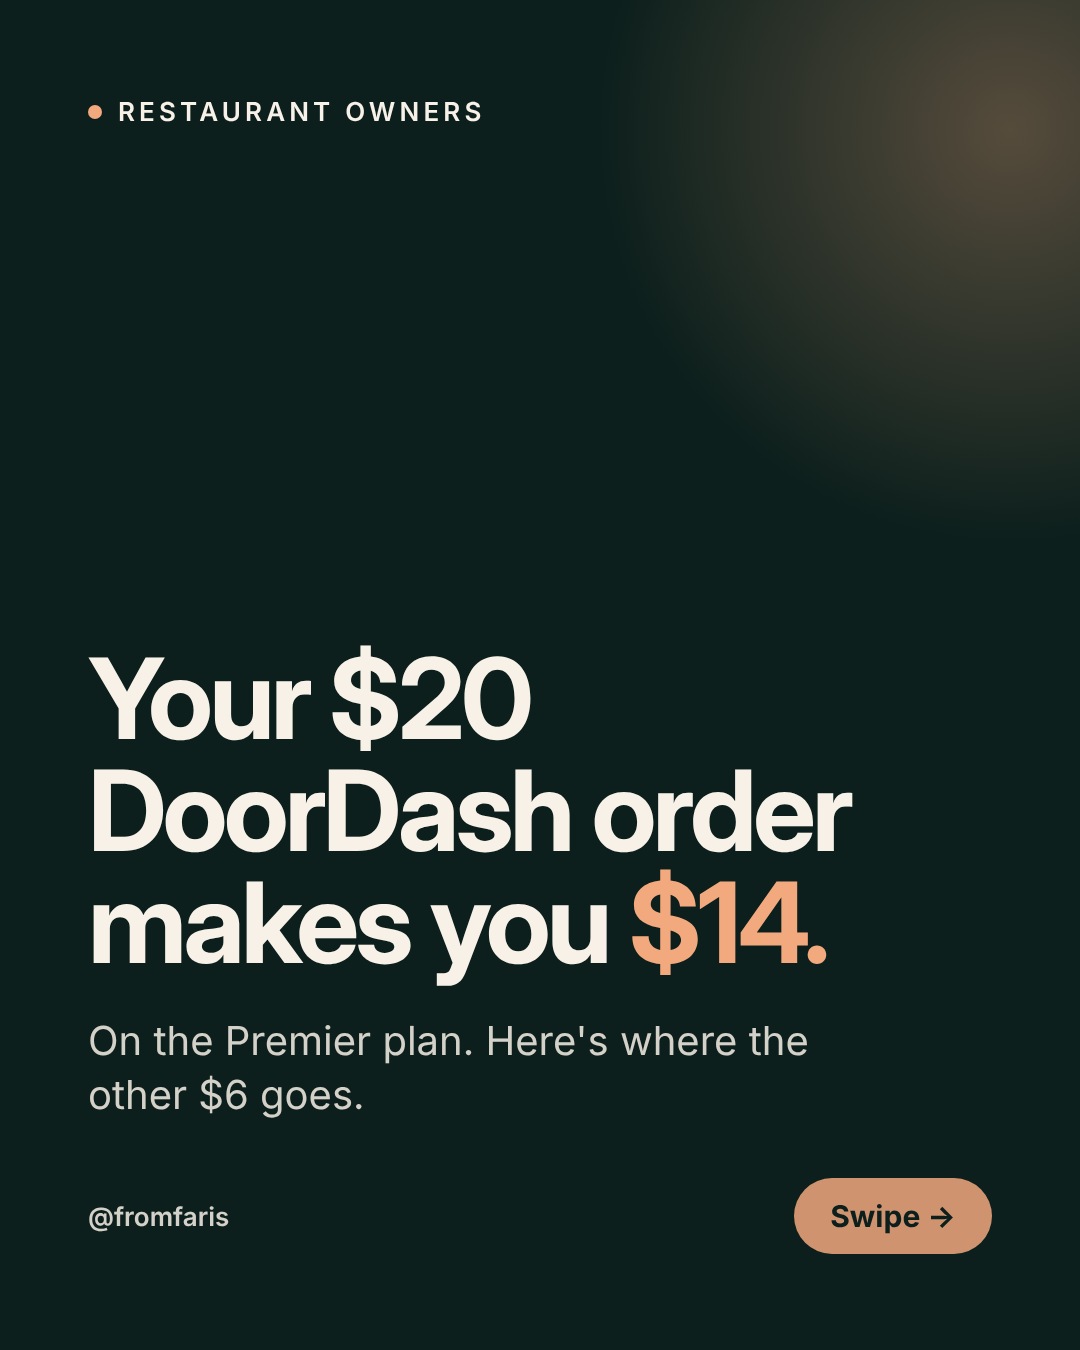 RESTAURANT OWNERS
Your $20
DoorDash order
makes you $14.
On the Premier plan. Here's where the
other $6 goes.
@fromfaris
Swipe →